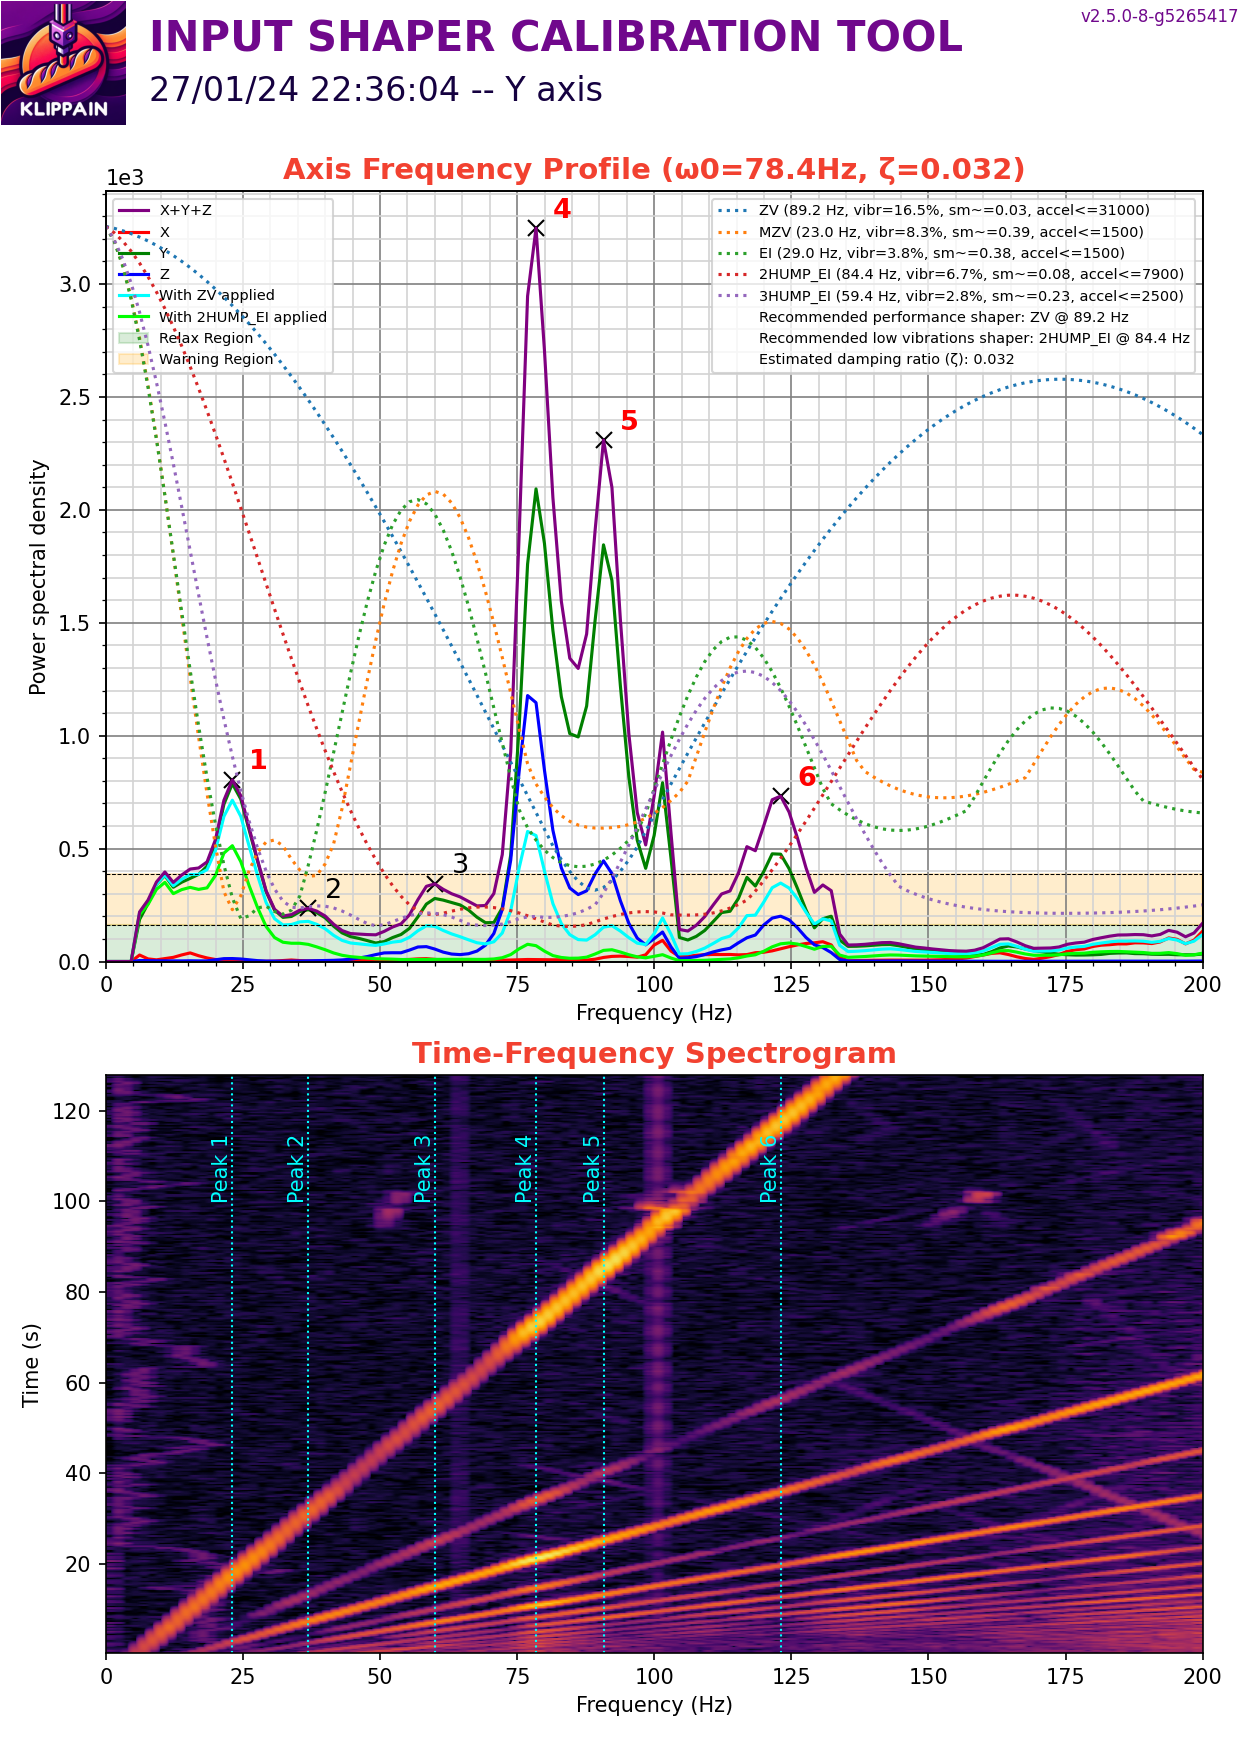 v2.5.0-8-g5265417
INPUT SHAPER CALIBRATION TOOL
27/01/24 22:36:04 -- Y axis
KLIPPAIN
Axis Frequency Profile (ω0=78.4Hz, ζ=0.032)
1e3
X+Y+Z
X
Y
Z
With ZV applied
With 2HUMP_EI applied
Relax Region
Warning Region
ZV (89.2 Hz, vibr=16.5%, sm~=0.03, accel<=31000)
MZV (23.0 Hz, vibr=8.3%, sm~=0.39, accel<=1500)
EI (29.0 Hz, vibr=3.8%, sm~=0.38, accel<=1500)
2HUMP_EI (84.4 Hz, vibr=6.7%, sm~=0.08, accel<=7900)
3HUMP_EI (59.4 Hz, vibr=2.8%, sm~=0.23, accel<=2500)
Recommended performance shaper: ZV @ 89.2 Hz
Recommended low vibrations shaper: 2HUMP_EI @ 84.4 Hz
Estimated damping ratio (ζ): 0.032
4
5
1
6
3
2
Power spectral density
3.0
2.5
2.0
1.5
1.0
0.5
0.0
0 25 50 75 100 125 150 175 200
Frequency (Hz)
Time-Frequency Spectrogram
Time (s)
120
100
80
60
40
20
Peak 1
Peak 2
Peak 3
Peak 4
Peak 5
Peak 6
0 25 50 75 100 125 150 175 200
Frequency (Hz)